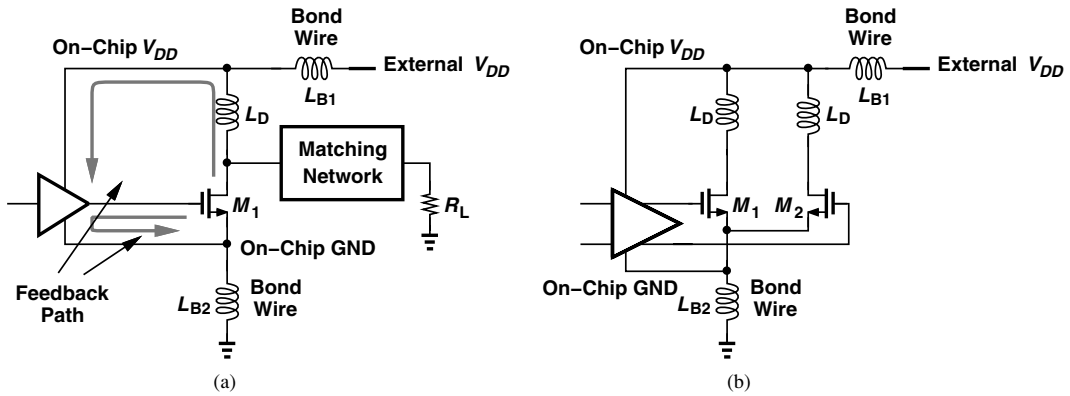 Bond
Wire
On–Chip VDD
External VDD
LB1
LD
Matching
Network
M1
RL
On–Chip GND
Feedback
Path
LB2
Bond
Wire
(a)
Bond
Wire
On–Chip VDD
External VDD
LB1
LD
LD
M1
M2
On–Chip GND
LB2
Bond
Wire
(b)